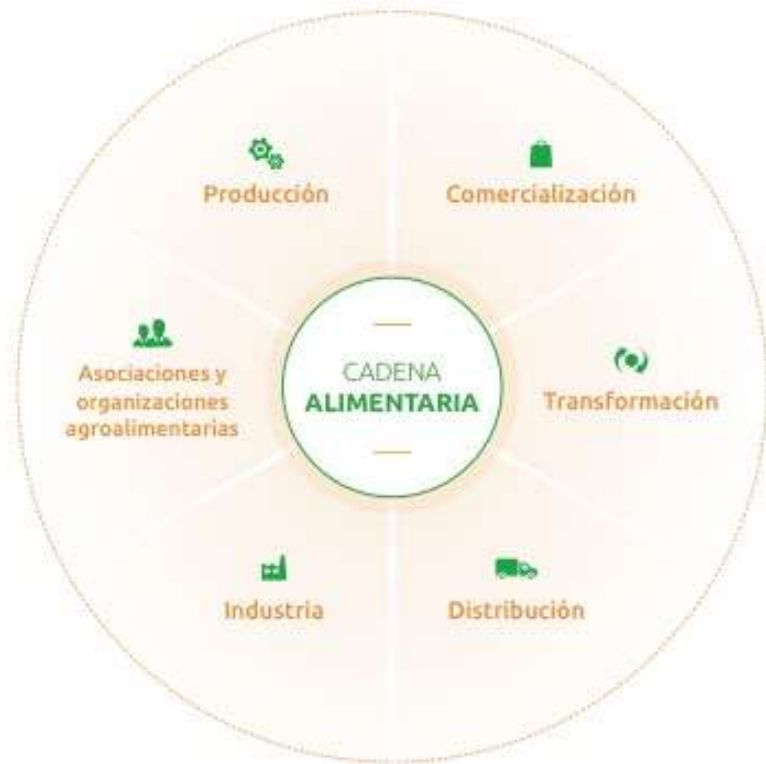 Producción
Comercialización
Asociaciones y
organizaciones
agroalimentarias
CADENA
ALIMENTARIA
Transformación
Industria
Distribución